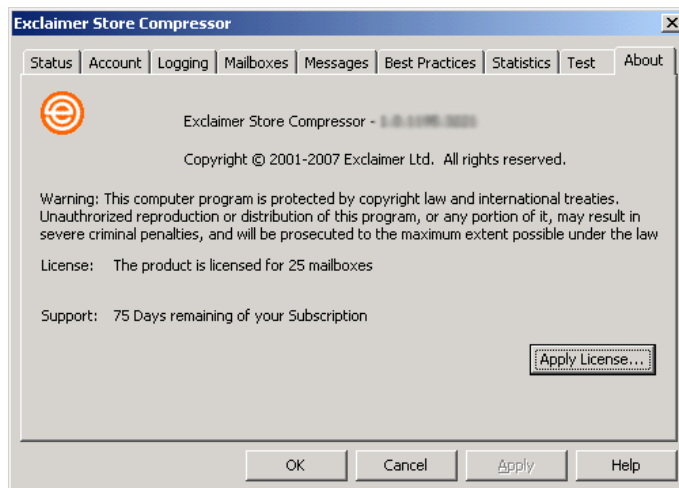 Exclaimer Store Compressor
Status Account Logging Mailboxes Messages Best Practices Statistics Test About
Exclaimer Store Compressor -
Copyright © 2001-2007 Exclaimer Ltd. All rights reserved.
Warning: This computer program is protected by copyright law and international treaties.
Unauthrorized reproduction or distribution of this program, or any portion of it, may result in
severe criminal penalties, and will be prosecuted to the maximum extent possible under the law
License: The product is licensed for 25 mailboxes
Support: 75 Days remaining of your Subscription
Apply License...
OK Cancel Apply Help